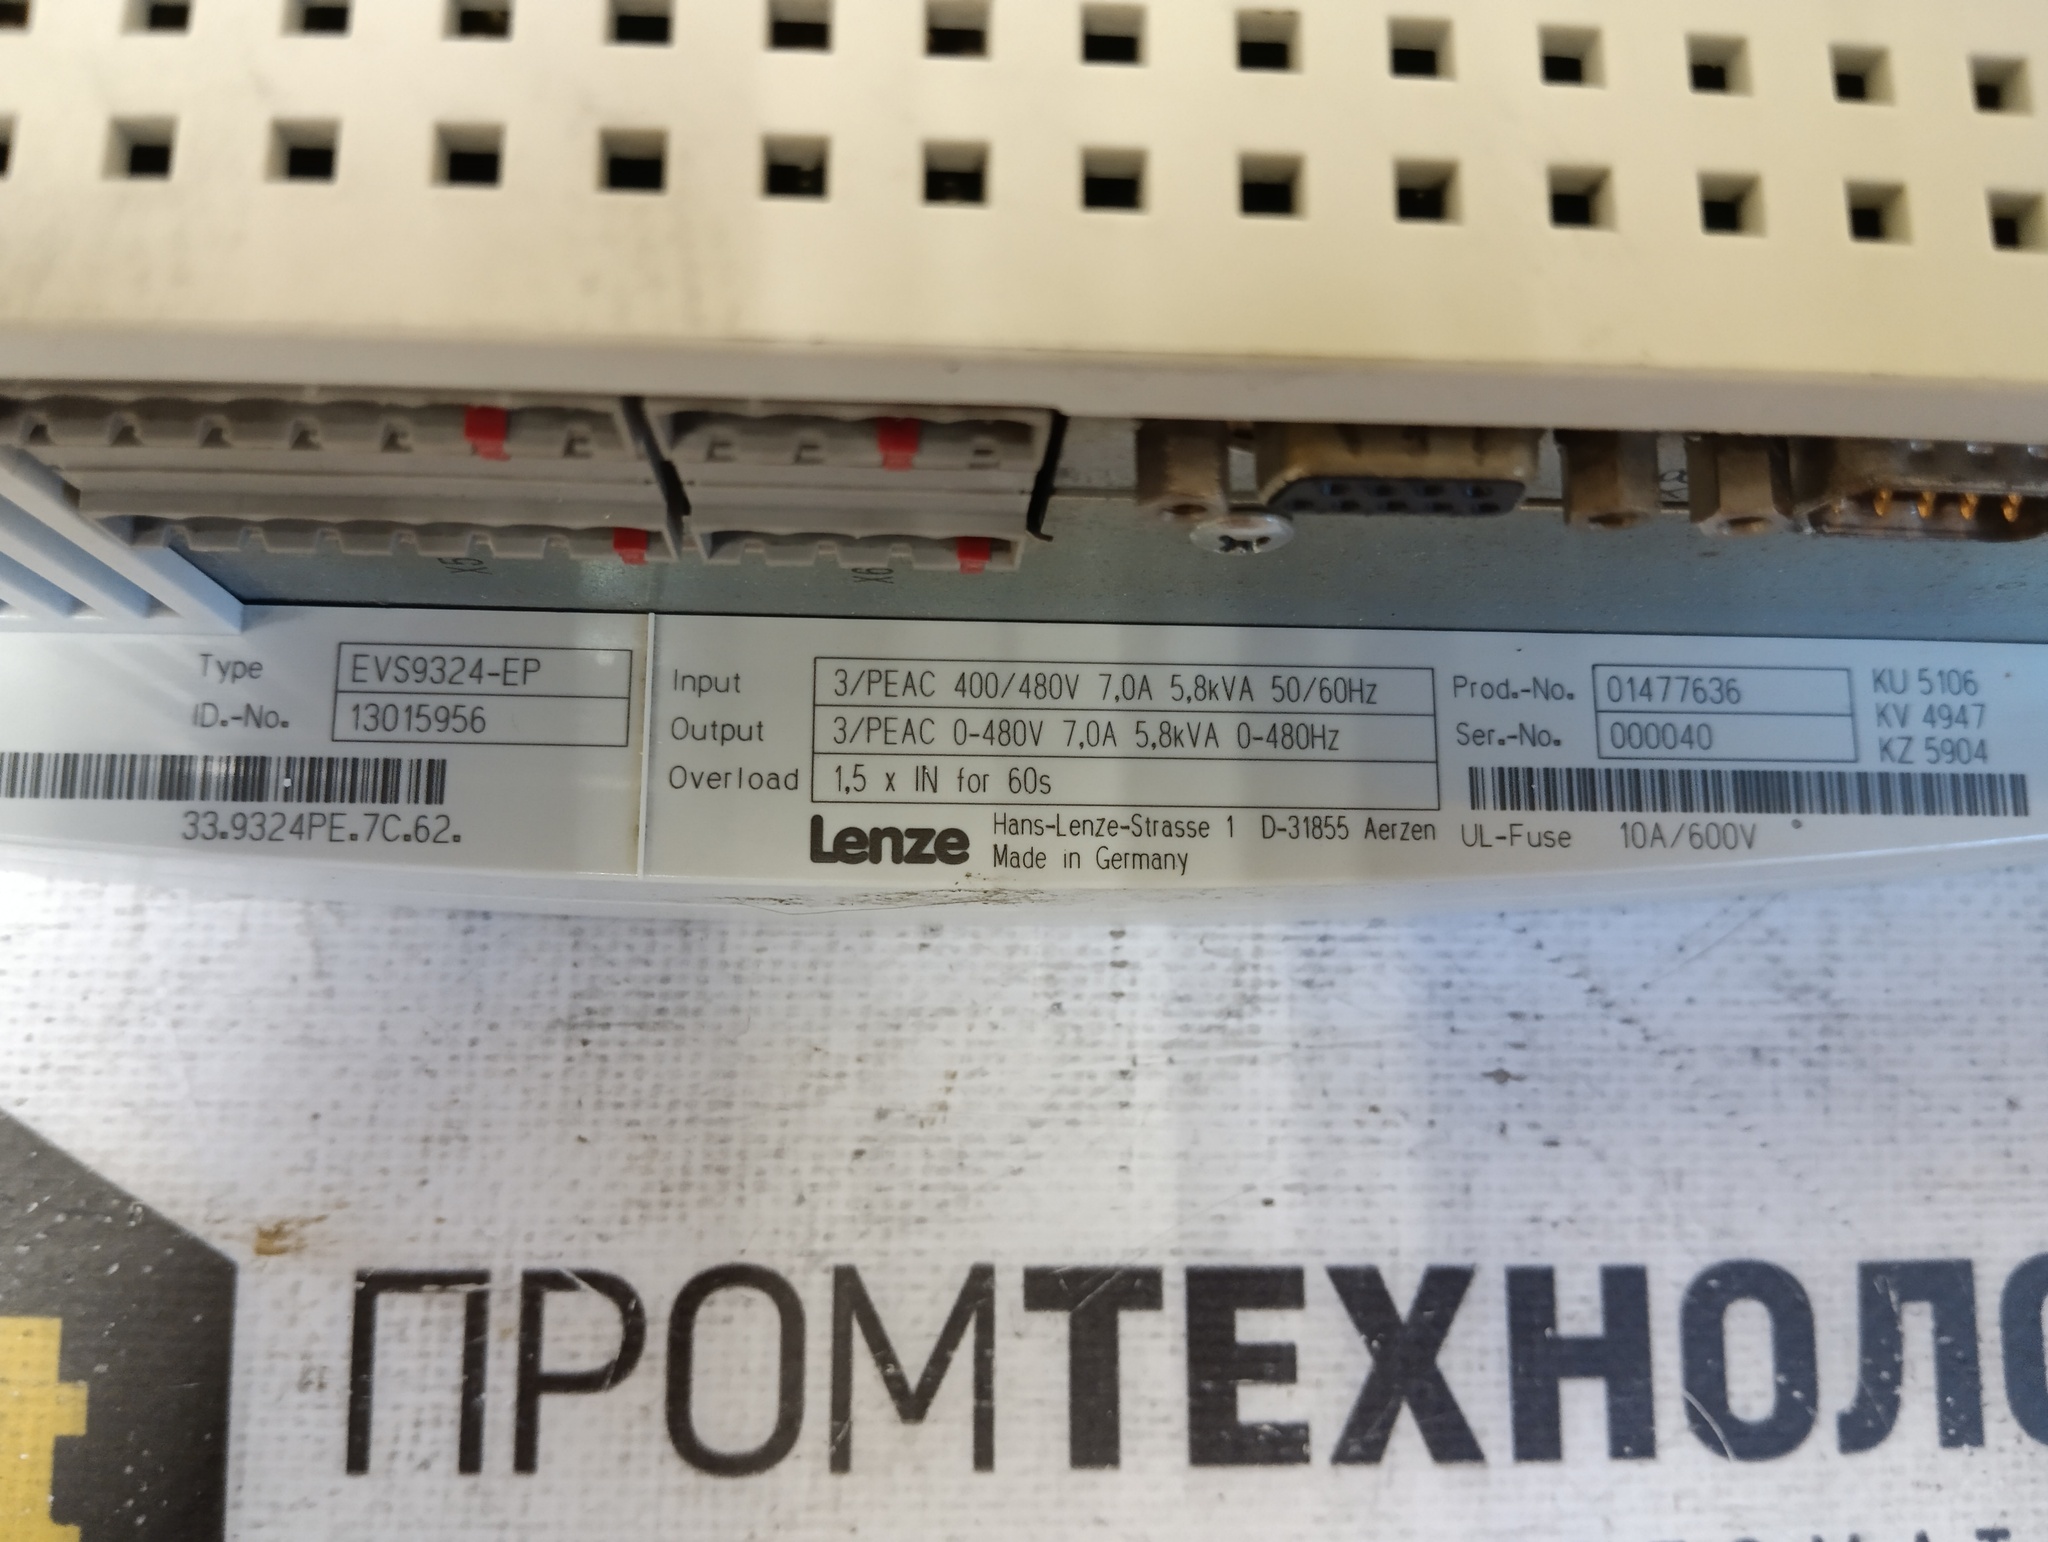 X5
X6
Type EVS9324-EP
ID.-No. 13015956
33.9324PE.7C.62.
Input 3/PEAC 400/480V 7,0A 5,8kVA 50/60Hz
Output 3/PEAC 0-480V 7,0A 5,8kVA 0-480Hz
Overload 1,5 x IN for 60s
Lenze Hans-Lenze-Strasse 1 D-31855 Aerzen
Made in Germany
Prod.-No. 01477636
Ser.-No. 000040
KU 5106
KV 4947
KZ 5904
UL-Fuse 10A/600V
ПРОМТЕХНОЛО